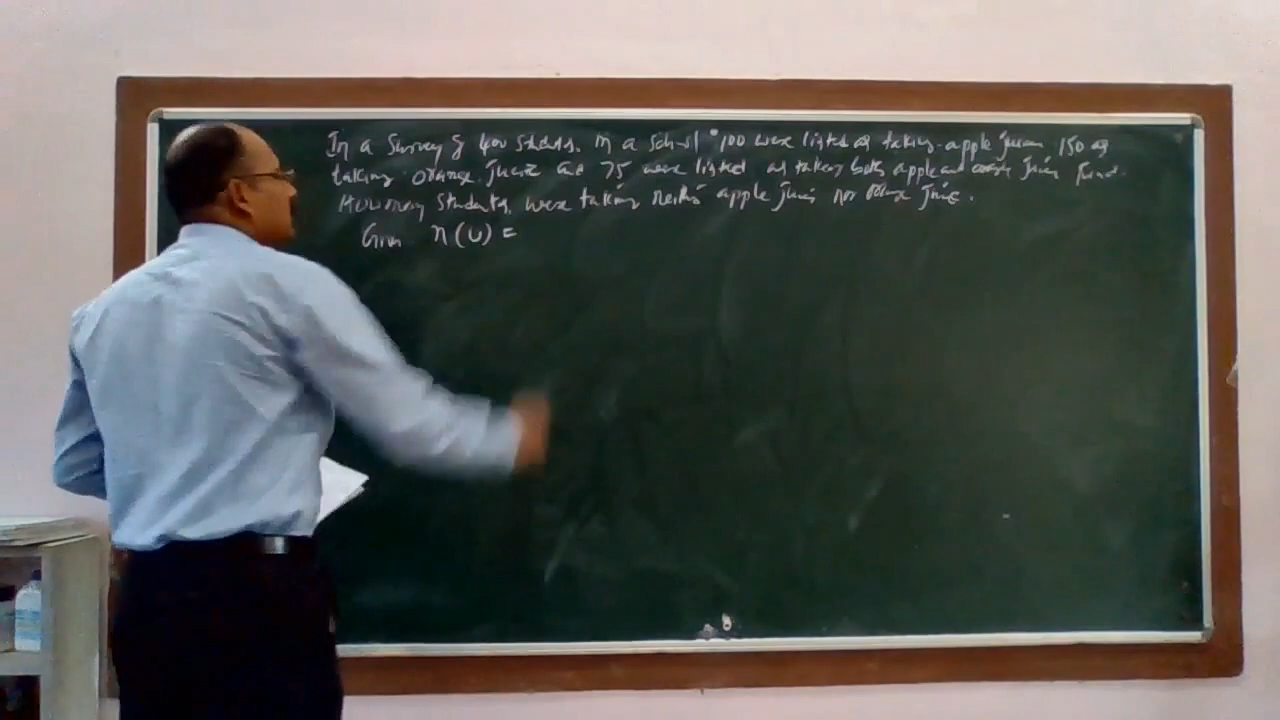 In a Survey of 400 students in a School 100 were listed as taking apple juice 150 as
taking orange juice and 75 were listed as taking both apple and orange juice Find
How many students were taking neither apple juice nor orange juice.
Given n(U) =